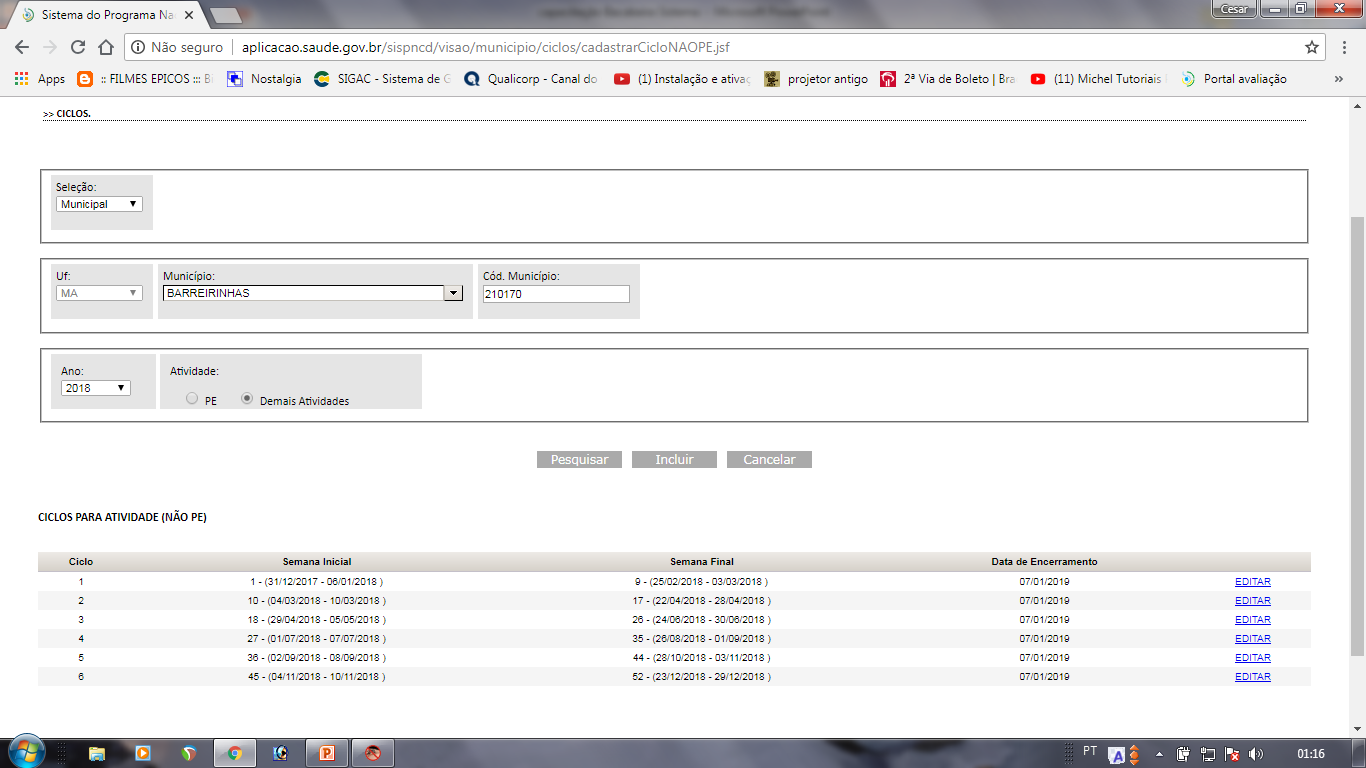 Cesar
Sistema do Programa Na
Não seguro
aplicacao.saude.gov.br/sispncd/visao/municipio/ciclos/cadastrarCicloNAOPE.jsf
Apps :: FILMES EPICOS ::: Bi Nostalgia SIGAC - Sistema de G Qualicorp - Canal do (1) Instalação e ativaç projetor antigo 2ª Via de Boleto | Bra (11) Michel Tutoriais Portal avaliação »
>> CICLOS.
Seleção:
Municipal
Uf: Município: Cód. Município:
MA BARREIRINHAS 210170
Ano: Atividade:
2018
PE Demais Atividades
Pesquisar Incluir Cancelar
CICLOS PARA ATIVIDADE (NÃO PE)
Ciclo Semana Inicial Semana Final Data de Encerramento
1 1 - (31/12/2017 - 06/01/2018 ) 9 - (25/02/2018 - 03/03/2018 ) 07/01/2019 EDITAR
2 10 - (04/03/2018 - 10/03/2018 ) 17 - (22/04/2018 - 28/04/2018 ) 07/01/2019 EDITAR
3 18 - (29/04/2018 - 05/05/2018 ) 26 - (24/06/2018 - 30/06/2018 ) 07/01/2019 EDITAR
4 27 - (01/07/2018 - 07/07/2018 ) 35 - (26/08/2018 - 01/09/2018 ) 07/01/2019 EDITAR
5 36 - (02/09/2018 - 08/09/2018 ) 44 - (28/10/2018 - 03/11/2018 ) 07/01/2019 EDITAR
6 45 - (04/11/2018 - 10/11/2018 ) 52 - (23/12/2018 - 29/12/2018 ) 07/01/2019 EDITAR
PT
01:16